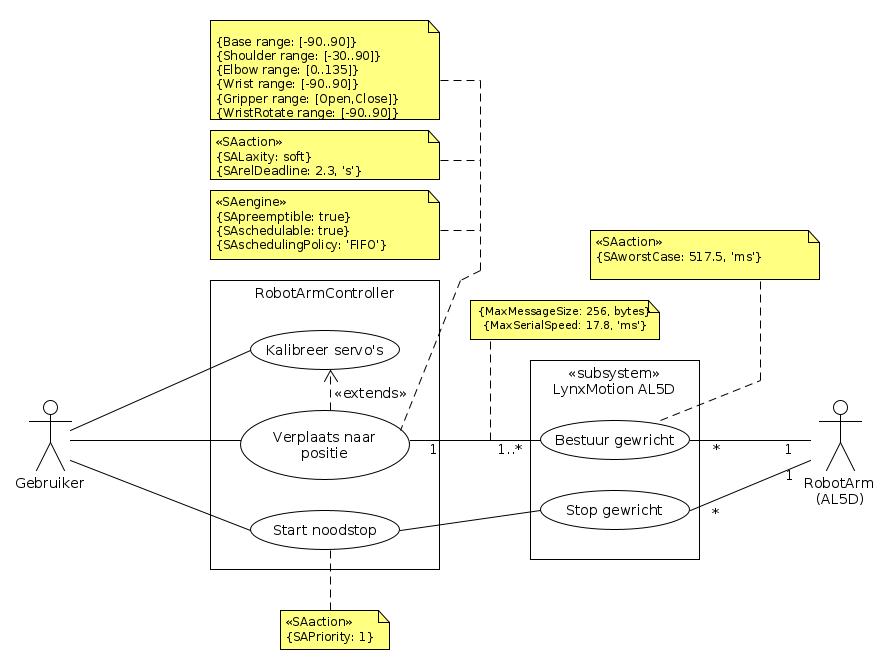 {Base range: [-90..90]}
{Shoulder range: [-30..90]}
{Elbow range: [0..135]}
{Wrist range: [-90..90]}
{Gripper range: [Open,Close]}
{WristRotate range: [-90..90]}
«SAaction»
{SALaxity: soft}
{SArelDeadline: 2.3, 's'}
«SAengine»
{SApreemptible: true}
{SAschedulable: true}
{SAschedulingPolicy: 'FIFO'}
«SAaction»
{SAworstCase: 517.5, 'ms'}
{MaxMessageSize: 256, bytes}
{MaxSerialSpeed: 17.8, 'ms'}
RobotArmController
Kalibreer servo's
«extends»
Verplaats naar
positie
Start noodstop
«subsystem»
LynxMotion AL5D
Bestuur gewricht
Stop gewricht
1
1..*
*
1
1
*
Gebruiker
RobotArm
(AL5D)
«SAaction»
{SAPriority: 1}